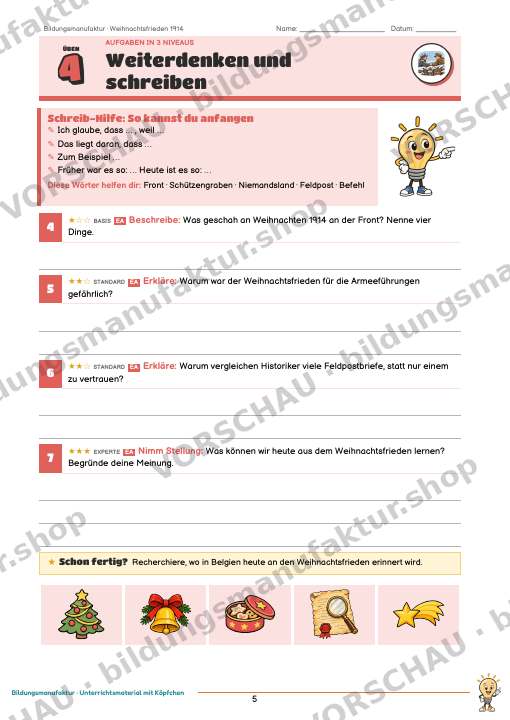 Bildungsmanufaktur · Weihnachtsfrieden 1914 Name: Datum:
ÜBEN
4
AUFGABEN IN 3 NIVEAUS
Weiterdenken und
schreiben
Schreib-Hilfe: So kannst du anfangen
✎ Ich glaube, dass …, weil …
✎ Das liegt daran, dass …
✎ Zum Beispiel …
✎ Früher war es so: … Heute ist es so: …
Diese Wörter helfen dir: Front · Schützengraben · Niemandsland · Feldpost · Befehl
4 ★☆☆ BASIS EA Beschreibe: Was geschah an Weihnachten 1914 an der Front? Nenne vier
Dinge.
5 ★★☆ STANDARD EA Erkläre: Warum war der Weihnachtsfrieden für die Armeeführungen
gefährlich?
6 ★★☆ STANDARD EA Erkläre: Warum vergleichen Historiker viele Feldpostbriefe, statt nur einem
zu vertrauen?
7 ★★★ EXPERTE EA Nimm Stellung: Was können wir heute aus dem Weihnachtsfrieden lernen?
Begründe deine Meinung.
★ Schon fertig? Recherchiere, wo in Belgien heute an den Weihnachtsfrieden erinnert wird.
Bildungsmanufaktur · Unterrichtsmaterial mit Köpfchen
5
VORSCHAU · bildungsmanufaktur.shop